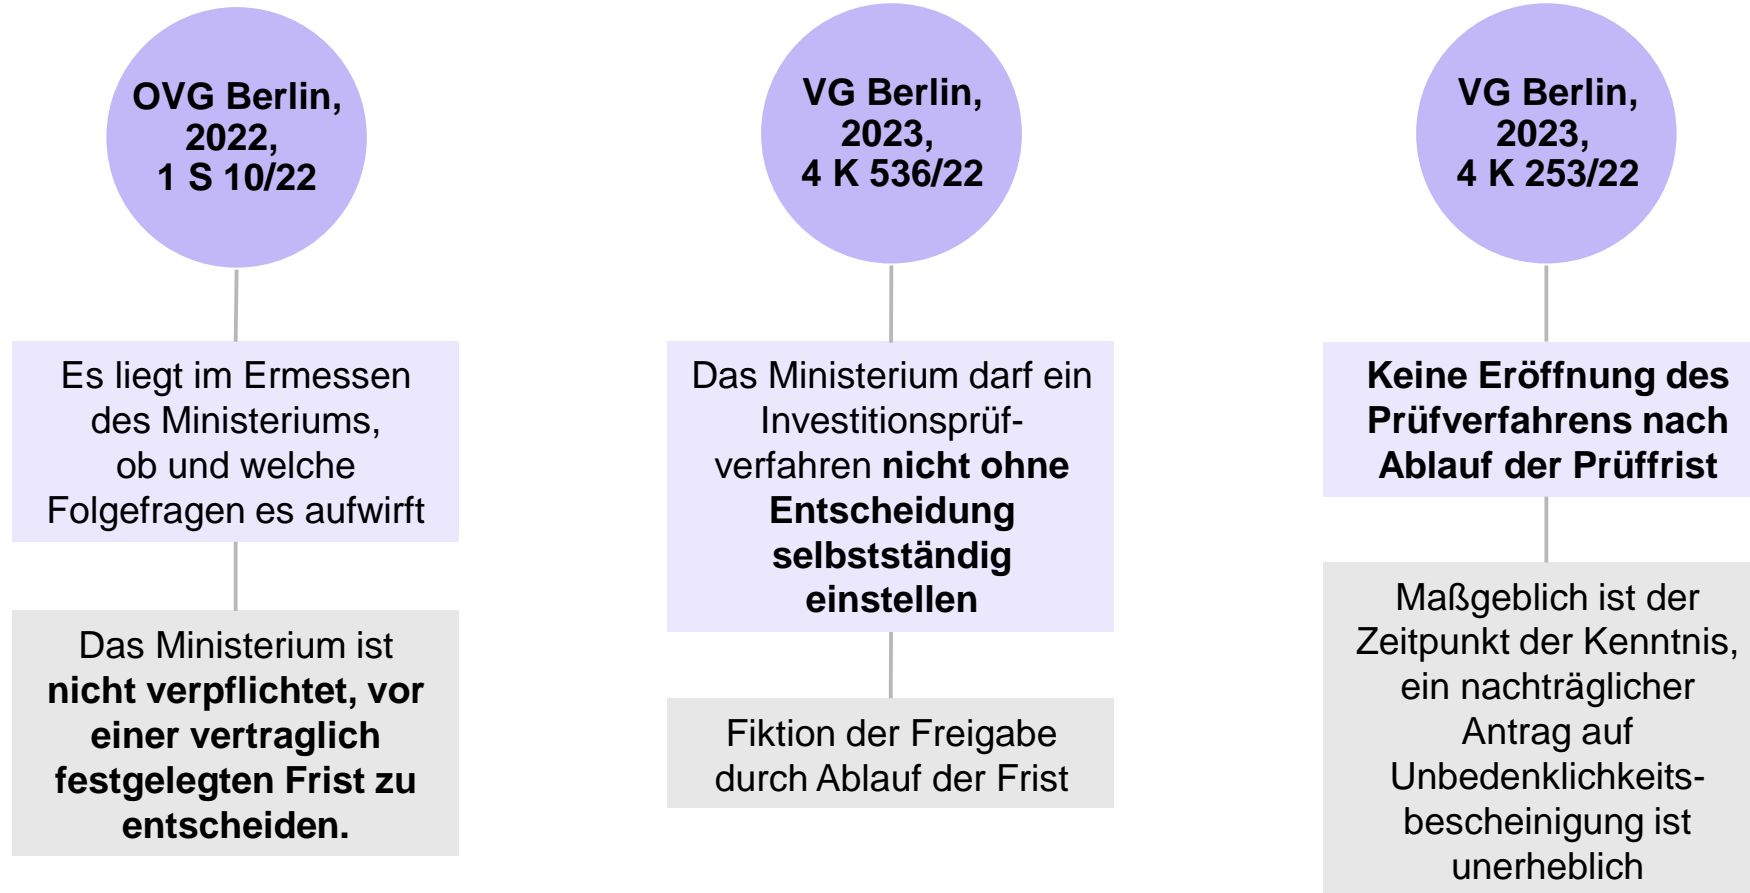 OVG Berlin,
2022,
1 S 10/22
Es liegt im Ermessen
des Ministeriums,
ob und welche
Folgefragen es aufwirft
Das Ministerium ist
nicht verpflichtet, vor
einer vertraglich
festgelegten Frist zu
entscheiden.
VG Berlin,
2023,
4 K 536/22
Das Ministerium darf ein
Investitionsprüf-
verfahren nicht ohne
Entscheidung
selbstständig
einstellen
Fiktion der Freigabe
durch Ablauf der Frist
VG Berlin,
2023,
4 K 253/22
Keine Eröffnung des
Prüfverfahrens nach
Ablauf der Prüffrist
Maßgeblich ist der
Zeitpunkt der Kenntnis,
ein nachträglicher
Antrag auf
Unbedenklichkeits-
bescheinigung ist
unerheblich